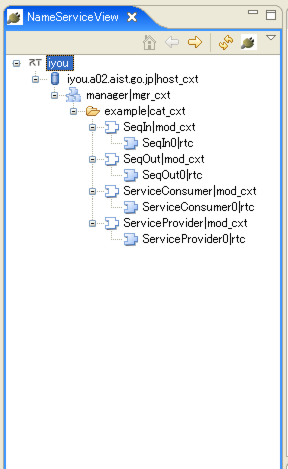 NameServiceView
RT iyou
iyou.a02.aist.go.jp|host_cxt
manager|mgr_cxt
example|cat_cxt
SeqIn|mod_cxt
SeqIn0|rtc
SeqOut|mod_cxt
SeqOut0|rtc
ServiceConsumer|mod_cxt
ServiceConsumer0|rtc
ServiceProvider|mod_cxt
ServiceProvider0|rtc